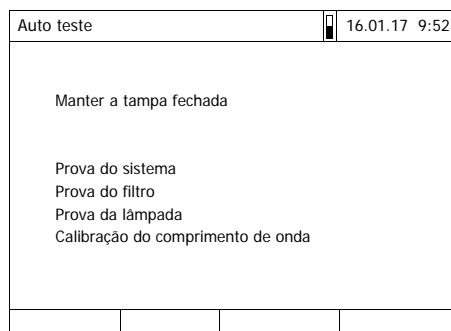 Auto teste 16.01.17 9:52
Manter a tampa fechada
Prova do sistema
Prova do filtro
Prova da lâmpada
Calibração do comprimento de onda